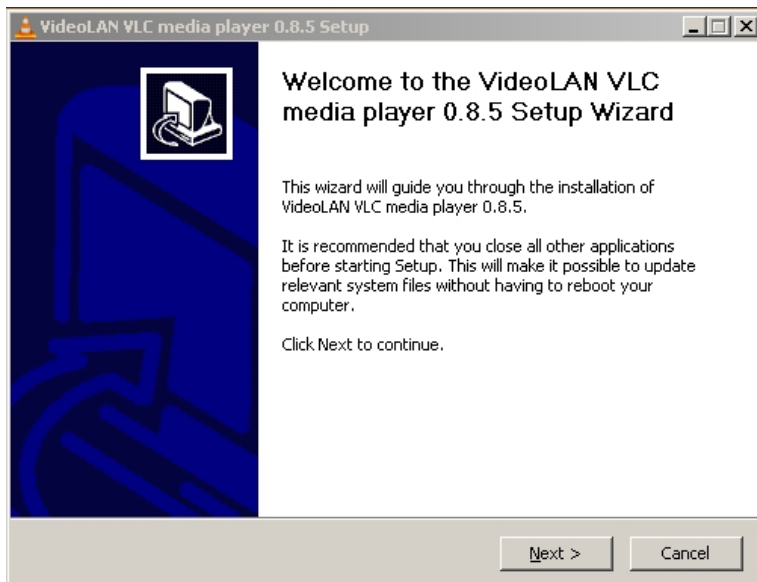 VideoLAN VLC media player 0.8.5 Setup
Welcome to the VideoLAN VLC
media player 0.8.5 Setup Wizard
This wizard will guide you through the installation of
VideoLAN VLC media player 0.8.5.
It is recommended that you close all other applications
before starting Setup. This will make it possible to update
relevant system files without having to reboot your
computer.
Click Next to continue.
Next >
Cancel